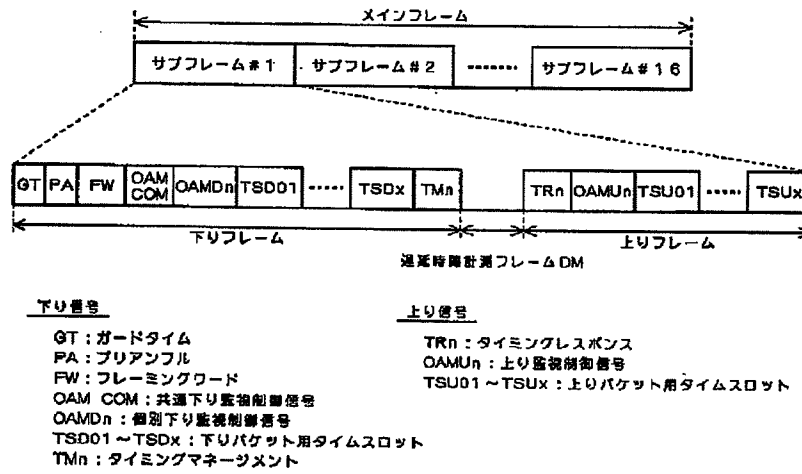 メインフレーム
サブフレーム#1 サブフレーム#2 サブフレーム#16
GT PA FW OAM COM OAMDn TSD01 TSDx TMn TRn OAMUn TSU01 TSUx
下りフレーム 上りフレーム
遅延時間計測フレームDM
下り信号
GT:ガードタイム
PA:プリアンブル
FW:フレーミングワード
OAM COM:共通下り監視制御信号
OAMDn:個別下り監視制御信号
TSD01~TSDx:下りパケット用タイムスロット
TMn:タイミングマネージメント
上り信号
TRn:タイミングレスポンス
OAMUn:上り監視制御信号
TSU01~TSUx:上りパケット用タイムスロット